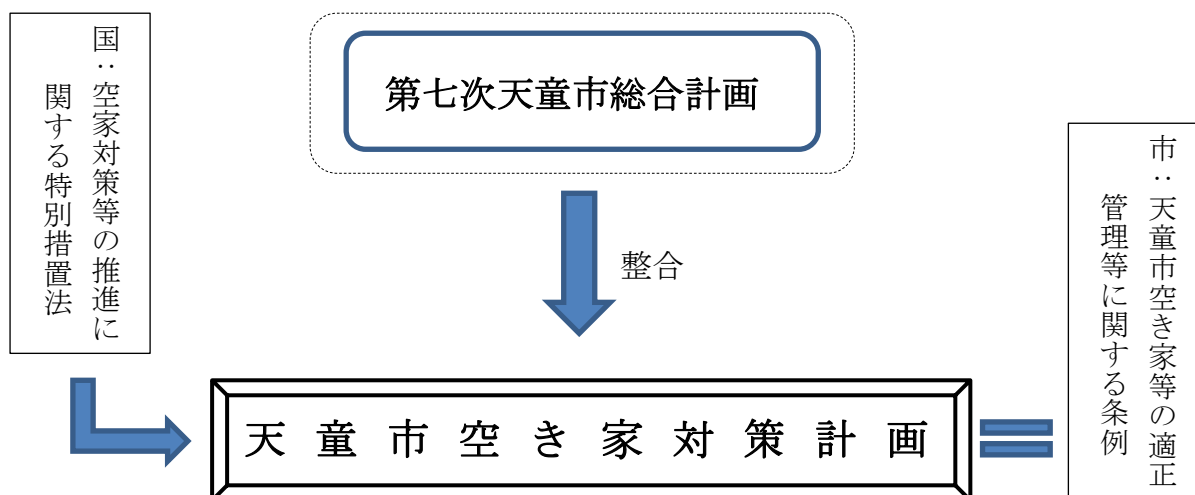 国：空家対策等の推進に
関する特別措置法
第七次天童市総合計画
整合
市：天童市空き家等の適正
管理等に関する条例
天童市空き家対策計画